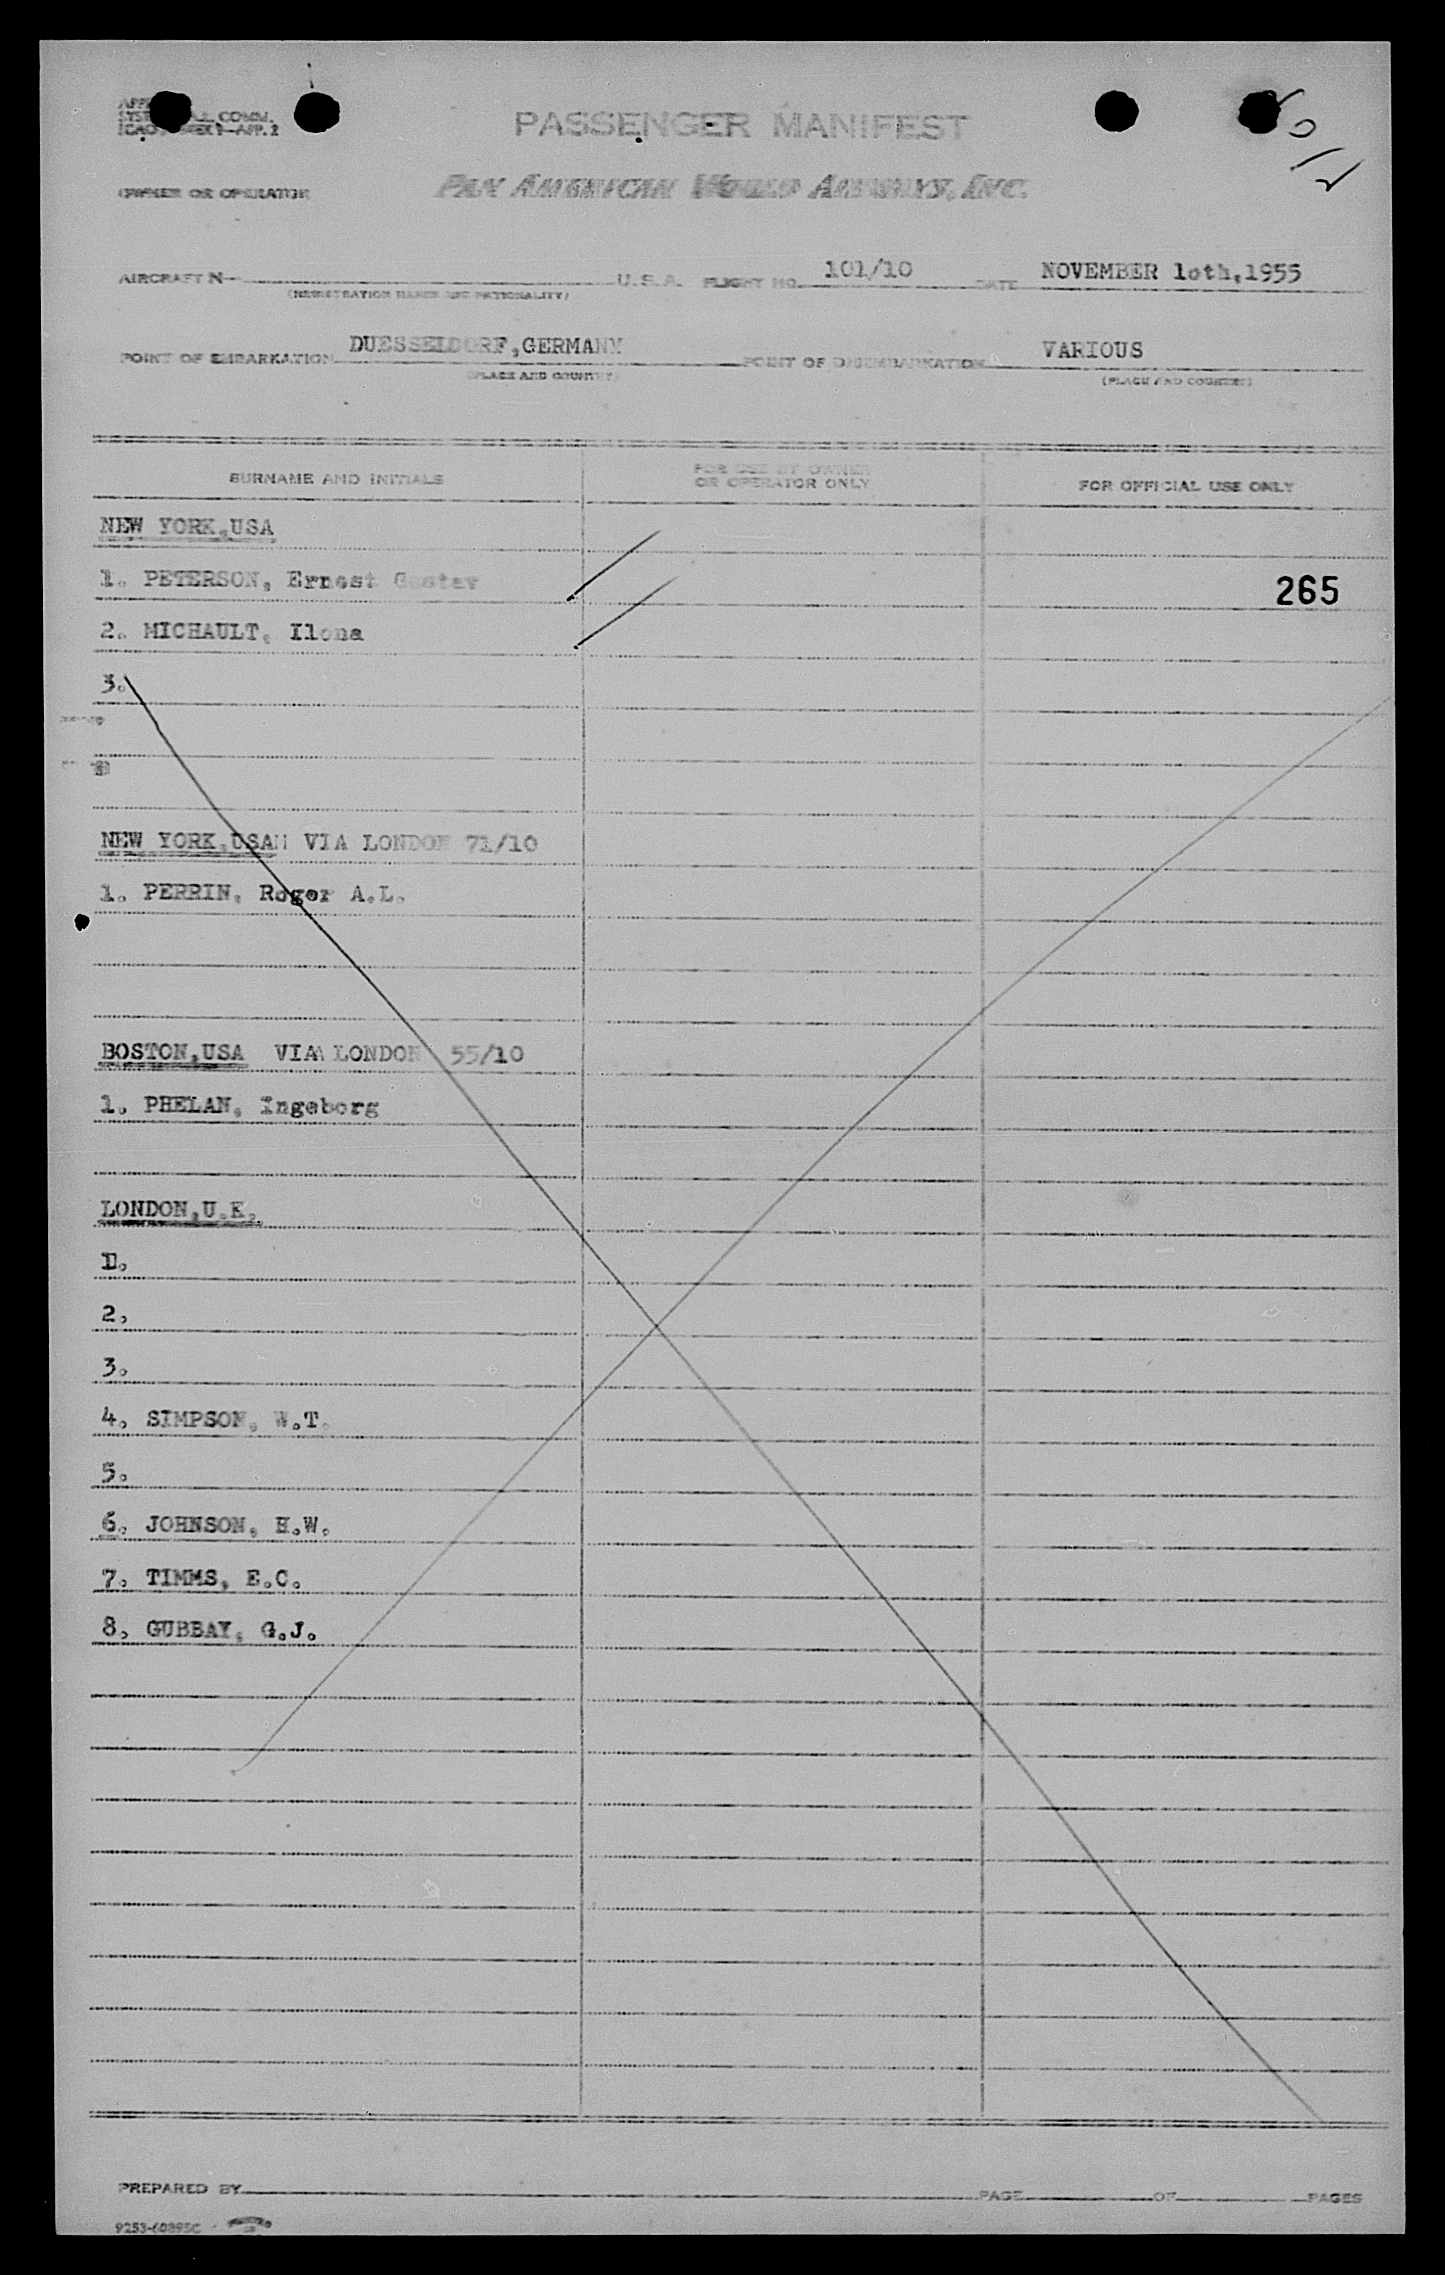 COMM.
PASSENGER MANIFEST
OWNER OR OPERATOR
PAN AMERICAN WORLD AIRWAYS, INC.
AIRCRAFT N- U.S.A. FLIGHT NO. 101/10 DATE NOVEMBER 1oth,1955
(REGISTRATION MARKS AND NATIONALITY)
POINT OF EMBARKATION DUESSELDORF,GERMANY POINT OF DISEMBARKATION VARIOUS
(PLACE AND COUNTRY) (PLACE AND COUNTRY)
SURNAME AND INITIALS FOR USE BY OWNER OR OPERATOR ONLY FOR OFFICIAL USE ONLY
NEW YORK,USA
1. PETERSON, Ernest Gustav
265
2. MICHAULT, Ilona
3.
NEW YORK,USA VIA LONDON 71/10
1. PERRIN, Roger A.L.
BOSTON,USA VIA LONDON 55/10
1. PHELAN, Ingeborg
LONDON,U.K.
1.
2.
3.
4. SIMPSON, W.T.
5.
6. JOHNSON, H.W.
7. TIMMS, E.C.
8. GUBBAY, G.J.
PREPARED BY PAGE OF PAGES